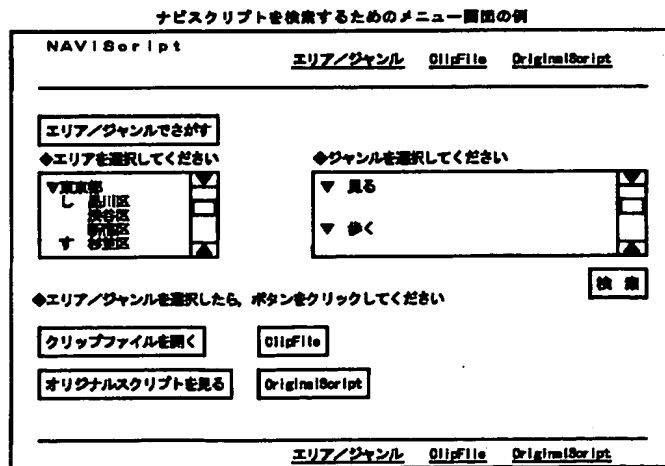 ナビスクリプトを検索するためのメニュー画面の例
NAViScript
エリア/ジャンル ClipFile OriginalScript
エリア/ジャンルでさがす
◆エリアを選択してください ◆ジャンルを選択してください
▼東京都
し 品川区
渋谷区
新宿区
す 杉並区
▼ 見る
▼ 歩く
検 索
◆エリア/ジャンルを選択したら、ボタンをクリックしてください
クリップファイルを開く ClipFile
オリジナルスクリプトを見る OriginalScript
エリア/ジャンル ClipFile OriginalScript